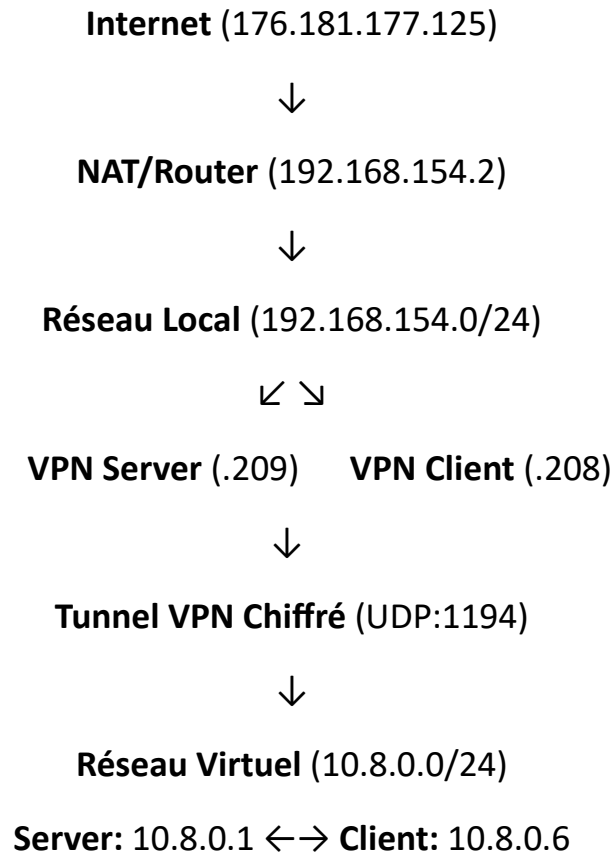 Internet (176.181.177.125)
↓
NAT/Router (192.168.154.2)
↓
Réseau Local (192.168.154.0/24)
↙ ↘
VPN Server (.209) VPN Client (.208)
↓
Tunnel VPN Chiffré (UDP:1194)
↓
Réseau Virtuel (10.8.0.0/24)
Server: 10.8.0.1 ←→ Client: 10.8.0.6